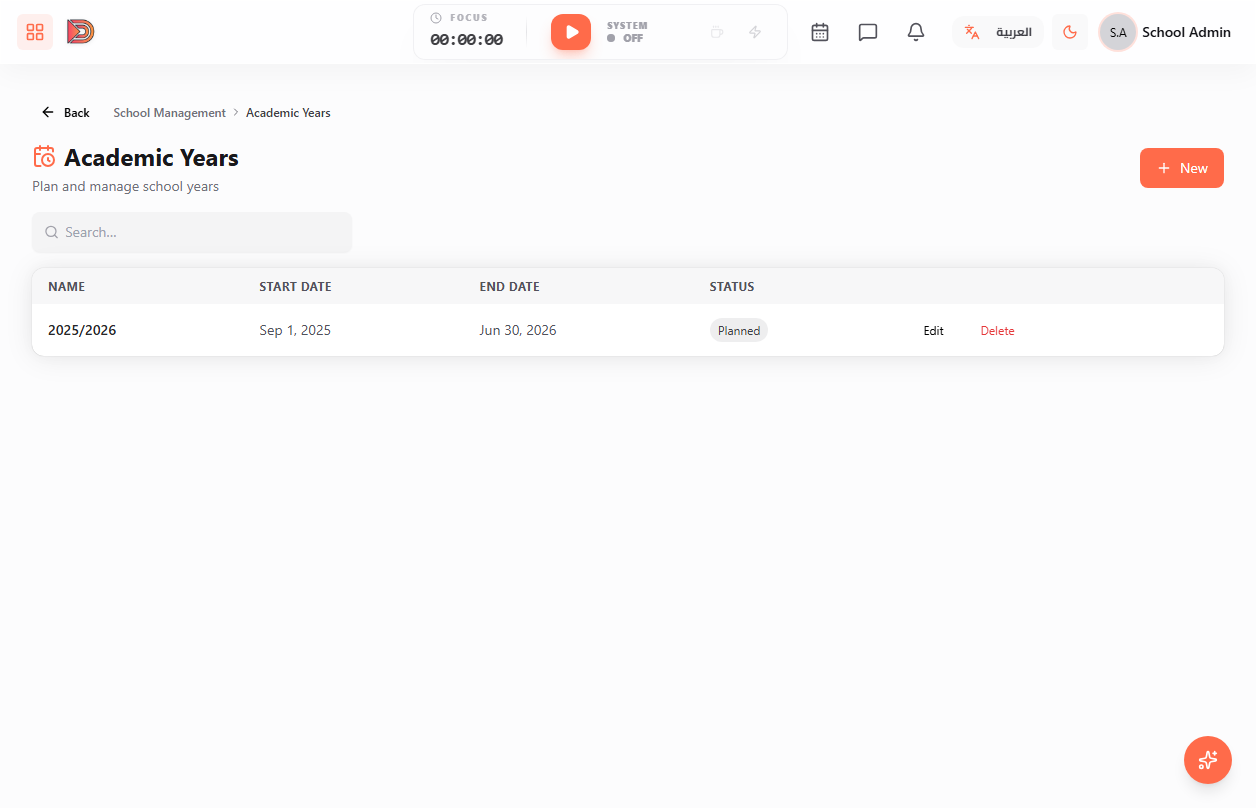 FOCUS
00:00:00
SYSTEM
OFF
العربية
S.A
School Admin
Back
School Management
Academic Years
Academic Years
Plan and manage school years
New
Search...
NAME START DATE END DATE STATUS
2025/2026 Sep 1, 2025 Jun 30, 2026 Planned Edit Delete